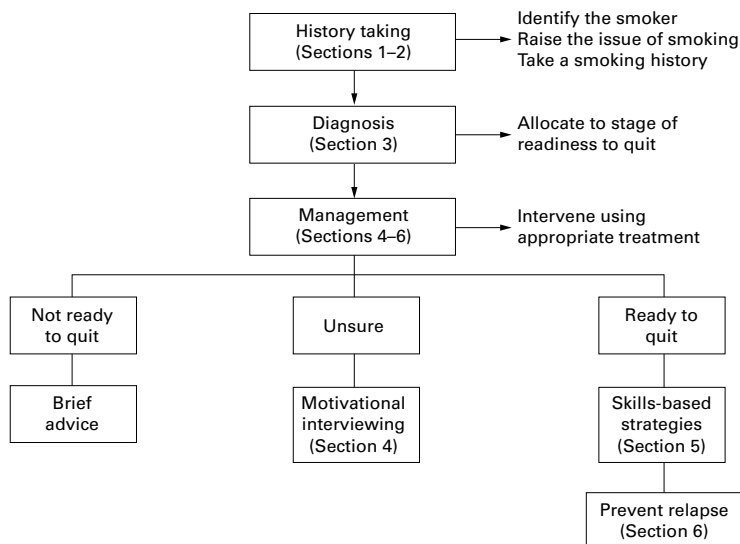 History taking
(Sections 1–2)
Identify the smoker
Raise the issue of smoking
Take a smoking history
Diagnosis
(Section 3)
Allocate to stage of
readiness to quit
Management
(Sections 4–6)
Intervene using
appropriate treatment
Not ready
to quit
Unsure
Ready to
quit
Brief
advice
Motivational
interviewing
(Section 4)
Skills-based
strategies
(Section 5)
Prevent relapse
(Section 6)